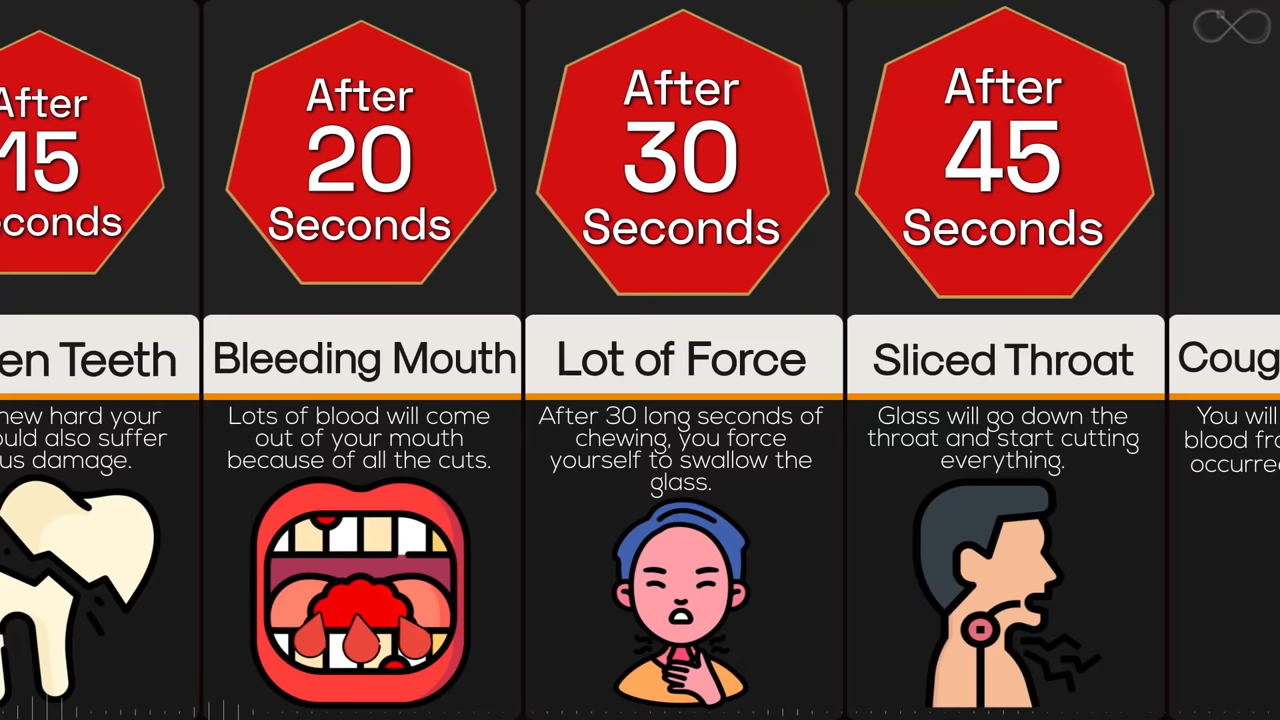 After
15
Seconds
en Teeth
hew hard your
ould also suffer
us damage.
After
20
Seconds
Bleeding Mouth
Lots of blood will come
out of your mouth
because of all the cuts.
After
30
Seconds
Lot of Force
After 30 long seconds of
chewing, you force
yourself to swallow the
glass.
After
45
Seconds
Sliced Throat
Glass will go down the
throat and start cutting
everything.
Coug
You will
blood fro
occurre